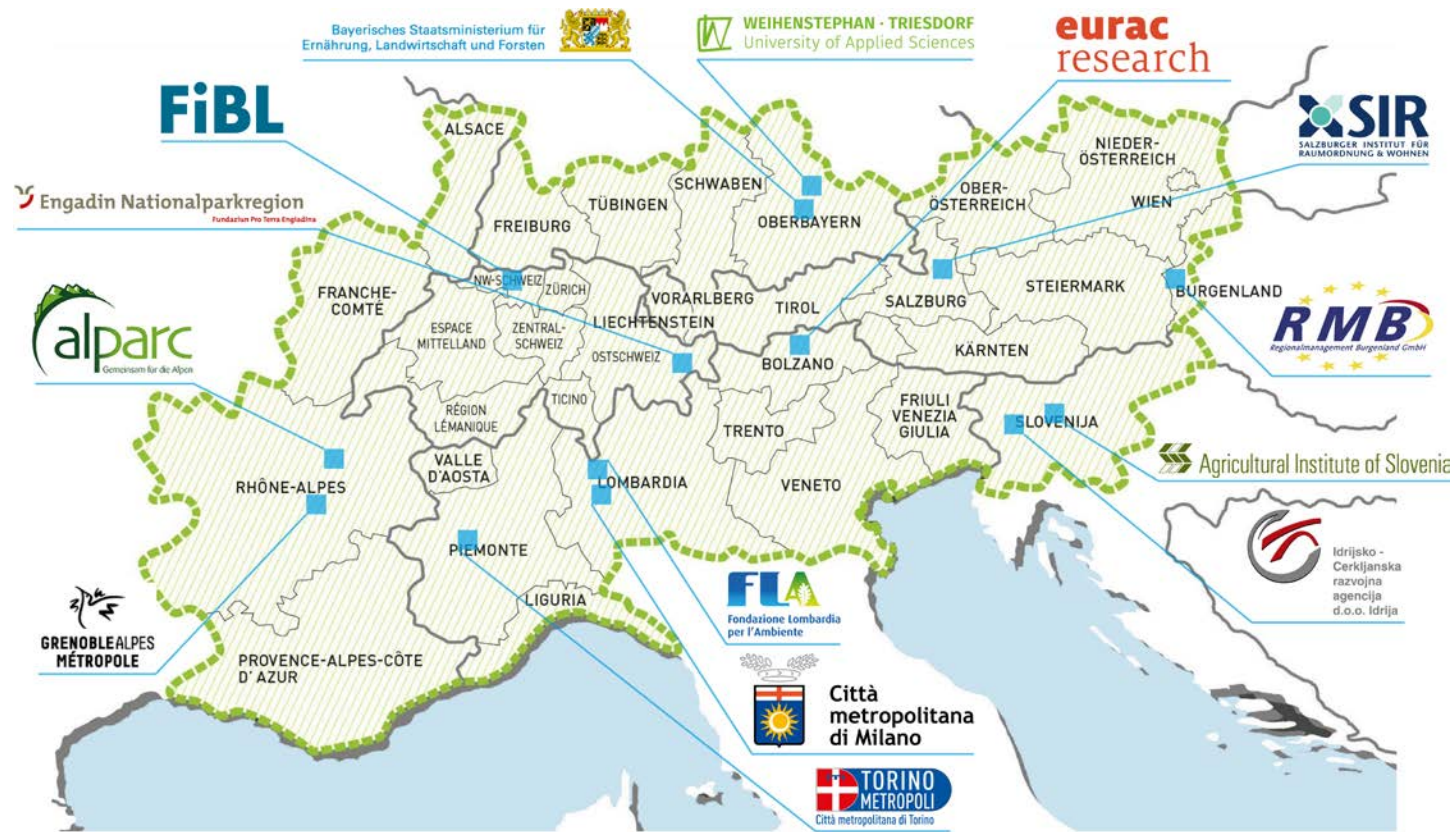 Bayerisches Staatsministerium für
Ernährung, Landwirtschaft und Forsten
WEIHENSTEPHAN · TRIESDORF
University of Applied Sciences
eurac
research
FiBL
SIR
SALZBURGER INSTITUT FÜR
RAUMORDNUNG & WOHNEN
Engadin Nationalparkregion
Fundaziun Pro Terra Engiadina
alparc
Gemeinsam für die Alpen
RMB
Regionalmanagement Burgenland GmbH
Agricultural Institute of Slovenia
Idrijsko -
Cerkljanska
razvojna
agencija
d.o.o. Idrija
GRENOBLEALPES
MÉTROPOLE
FLA
Fondazione Lombardia
per l'Ambiente
Città
metropolitana
di Milano
TORINO
METROPOLI
Città metropolitana di Torino
ALSACE
NIEDER-
ÖSTERREICH
SCHWABEN
OBER-
ÖSTERREICH
TÜBINGEN
WIEN
FREIBURG
OBERBAYERN
FRANCHE-
COMTÉ
NW-SCHWEIZ
ZÜRICH
VORARLBERG
TIROL
SALZBURG
STEIERMARK
BURGENLAND
LIECHTENSTEIN
ESPACE
MITTELLAND
ZENTRAL-
SCHWEIZ
OSTSCHWEIZ
BOLZANO
KÄRNTEN
TICINO
RÉGION
LÉMANIQUE
FRIULI
VENEZIA
GIULIA
TRENTO
SLOVENIJA
VALLE
D'AOSTA
RHÔNE-ALPES
LOMBARDIA
VENETO
PIEMONTE
LIGURIA
PROVENCE-ALPES-CÔTE
D' AZUR